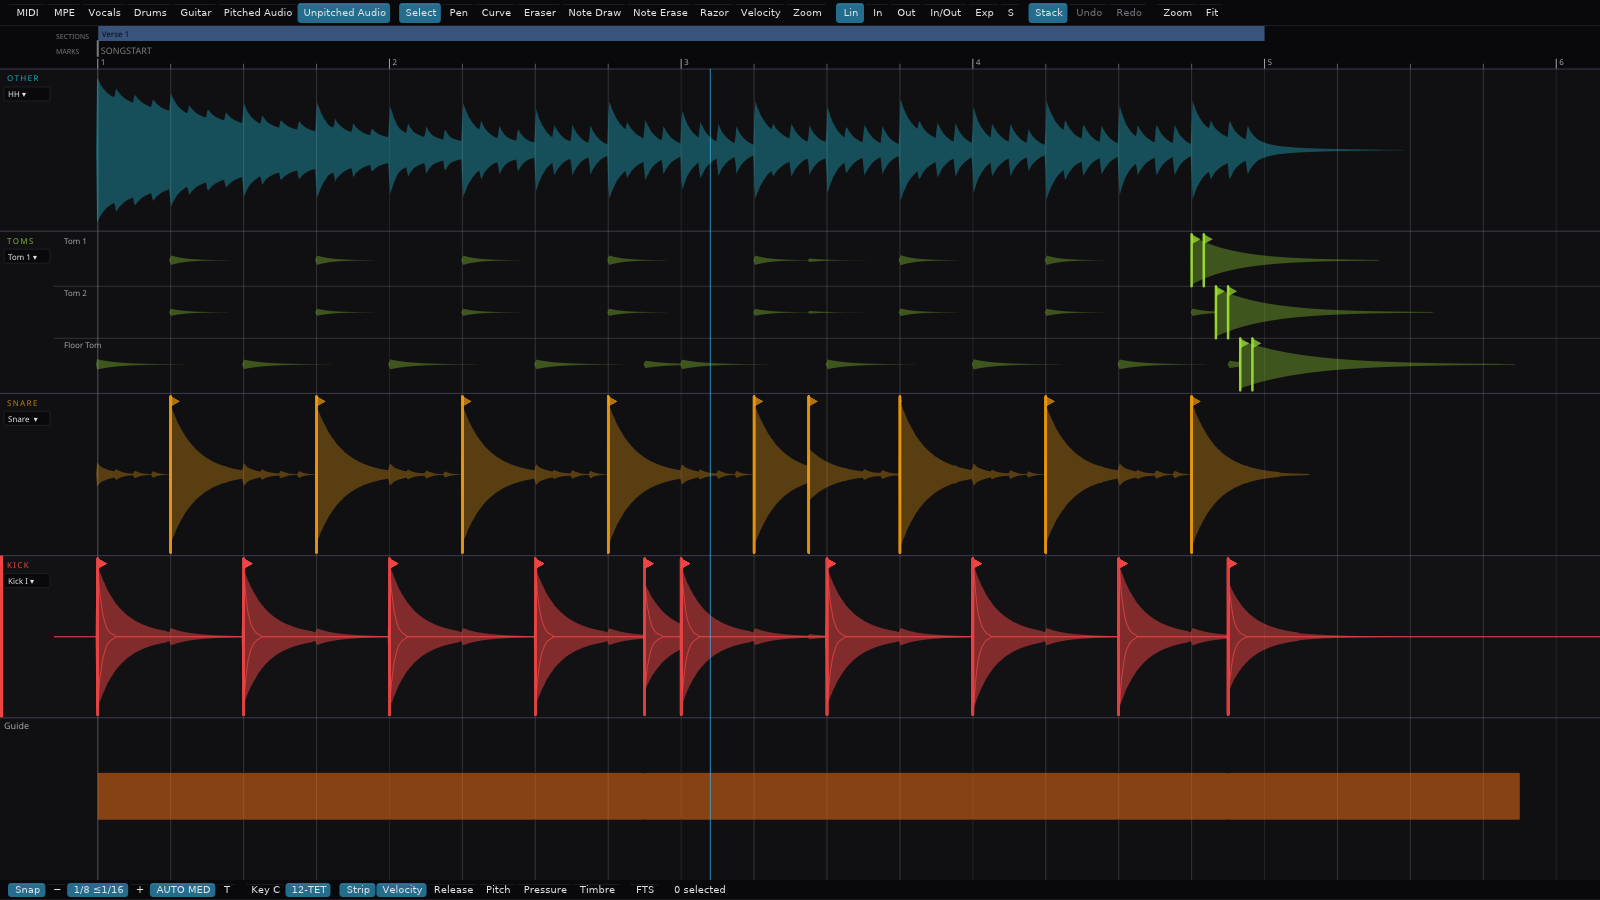 MIDI MPE Vocals Drums Guitar Pitched Audio Unpitched Audio Select Pen Curve Eraser Note Draw Note Erase Razor Velocity Zoom Lin In Out In/Out Exp S Stack Undo Redo Zoom Fit
SECTIONS Verse 1
MARKS SONGSTART
1 2 3 4 5 6
OTHER
HH ▾
TOMS Tom 1
Tom 1 ▾
Tom 2
Floor Tom
SNARE
Snare ▾
KICK
Kick I ▾
Guide
Snap − 1/8 ≤1/16 + AUTO MED T Key C 12-TET Strip Velocity Release Pitch Pressure Timbre FTS 0 selected